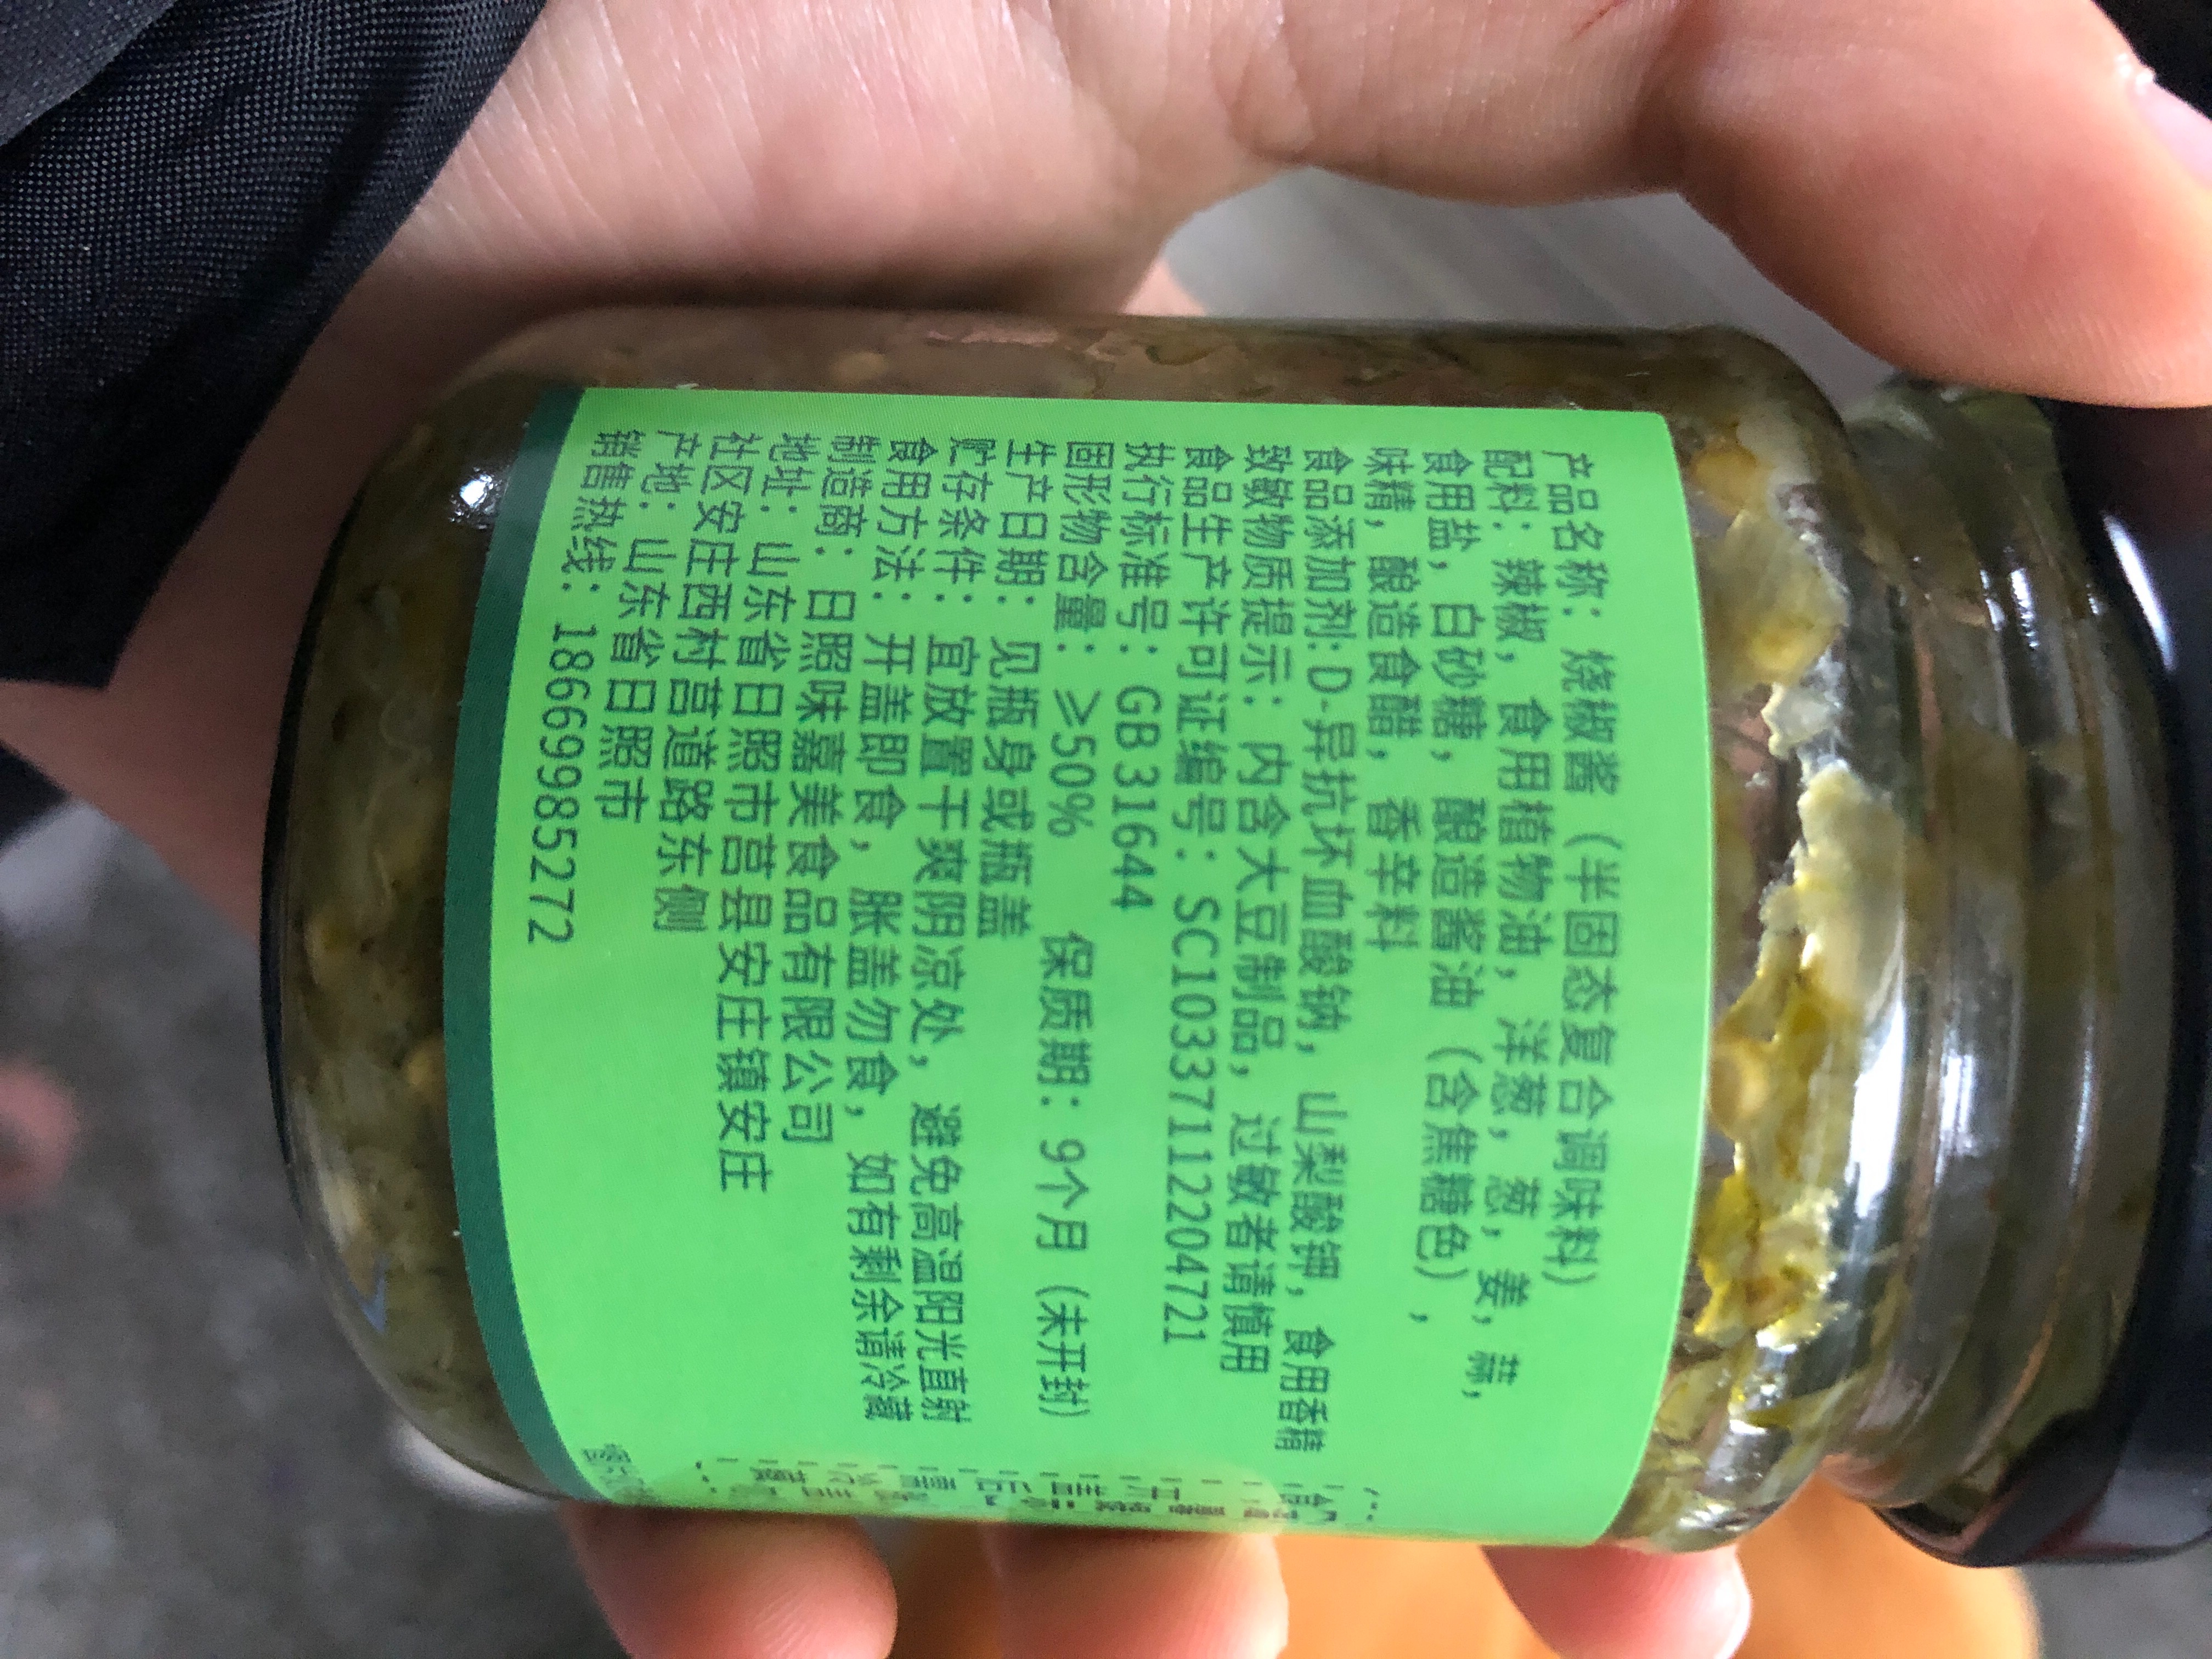 产品名称：烧椒酱（半固态复合调味料）
配料：辣椒，食用植物油，洋葱，葱，姜，蒜，
食用盐，白砂糖，酿造酱油（含焦糖色），
味精，酿造食醋，香辛料
食品添加剂:D-异抗坏血酸钠，山梨酸钾，食用香精
致敏物质提示：内含大豆制品，过敏者请慎用
食品生产许可证编号：SC10337112204721
执行标准号：GB31644
固形物含量：≥50% 保质期：9个月（未开封）
生产日期：见瓶身或瓶盖
贮存条件：宜放置干爽阴凉处，避免高温阳光直射
食用方法：开盖即食，胀盖勿食，如有剩余请冷藏
制造商：日照味嘉美食品有限公司
地址：山东省日照市莒县安庄镇安庄
社区安庄西村营道路东侧
产地：山东省日照市
销售热线：18669985272